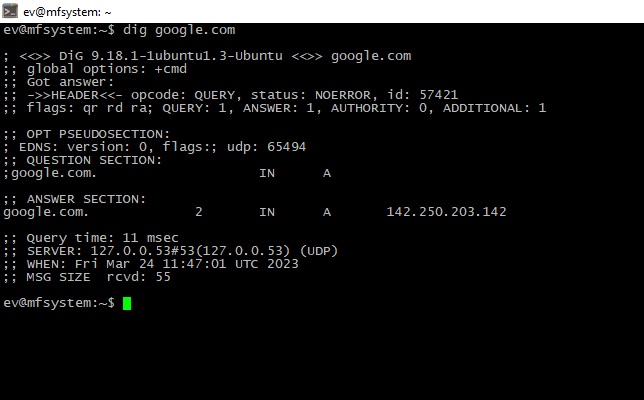 ev@mfsystem: ~
ev@mfsystem:~$ dig google.com
; <<>> DiG 9.18.1-1ubuntu1.3-Ubuntu <<>> google.com
;; global options: +cmd
;; Got answer:
;; ->>HEADER<<- opcode: QUERY, status: NOERROR, id: 57421
;; flags: qr rd ra; QUERY: 1, ANSWER: 1, AUTHORITY: 0, ADDITIONAL: 1
;; OPT PSEUDOSECTION:
; EDNS: version: 0, flags:; udp: 65494
;; QUESTION SECTION:
;google.com. IN A
;; ANSWER SECTION:
google.com. 2 IN A 142.250.203.142
;; Query time: 11 msec
;; SERVER: 127.0.0.53#53(127.0.0.53) (UDP)
;; WHEN: Fri Mar 24 11:47:01 UTC 2023
;; MSG SIZE rcvd: 55
ev@mfsystem:~$